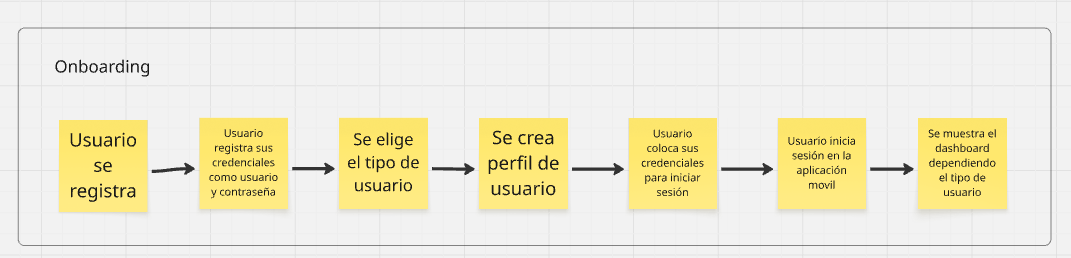 Onboarding
Usuario
se
registra
Usuario
registra sus
credenciales
como usuario
y contraseña
Se elige
el tipo de
usuario
Se crea
perfil de
usuario
Usuario
coloca sus
credenciales
para iniciar
sesión
Usuario inicia
sesión en la
aplicación
movil
Se muestra el
dashboard
dependiendo
el tipo de
usuario